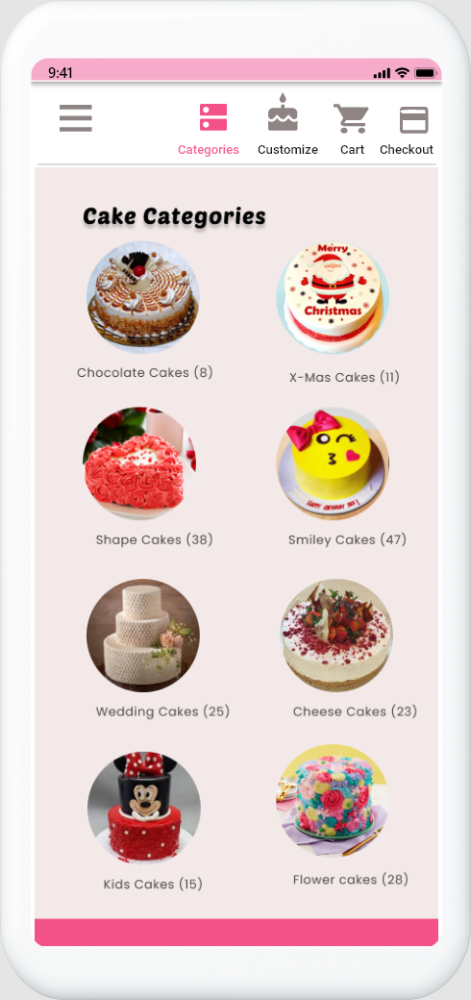 9:41
Categories Customize Cart Checkout
Cake Categories
Merry
Christmas
Chocolate Cakes (8)
X-Mas Cakes (11)
Shape Cakes (38)
Smiley Cakes (47)
Wedding Cakes (25)
Cheese Cakes (23)
Kids Cakes (15)
Flower cakes (28)